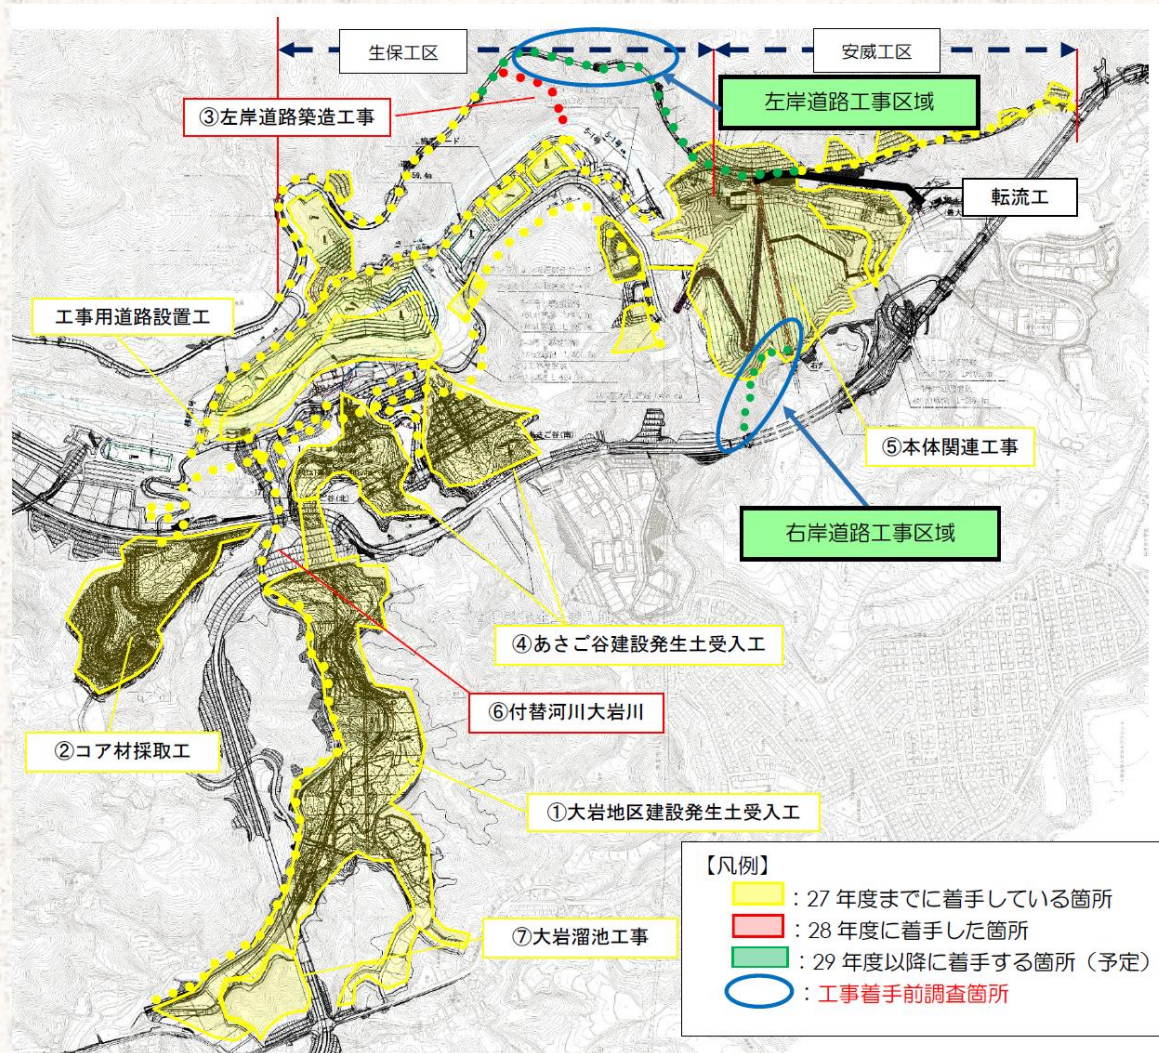 生保工区
安威工区
③左岸道路築造工事
左岸道路工事区域
転流工
工事用道路設置工
⑤本体関連工事
右岸道路工事区域
④あさご谷建設発生土受入工
⑥付替河川大岩川
②コア材採取工
①大岩地区建設発生土受入工
⑦大岩溜池工事
【凡例】
：27年度までに着手している箇所
：28年度に着手した箇所
：29年度以降に着手する箇所（予定）
：工事着手前調査箇所